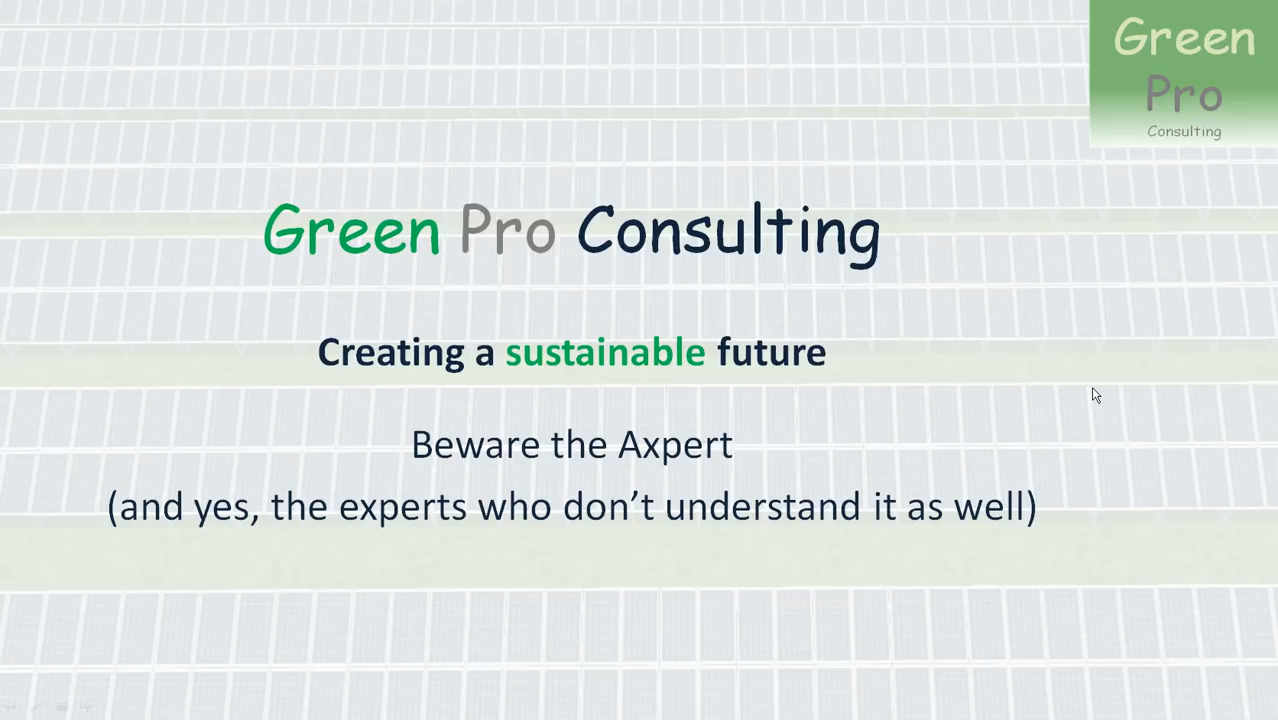 Green
Pro
Consulting
Green Pro Consulting
Creating a sustainable future
Beware the Axpert
(and yes, the experts who don’t understand it as well)